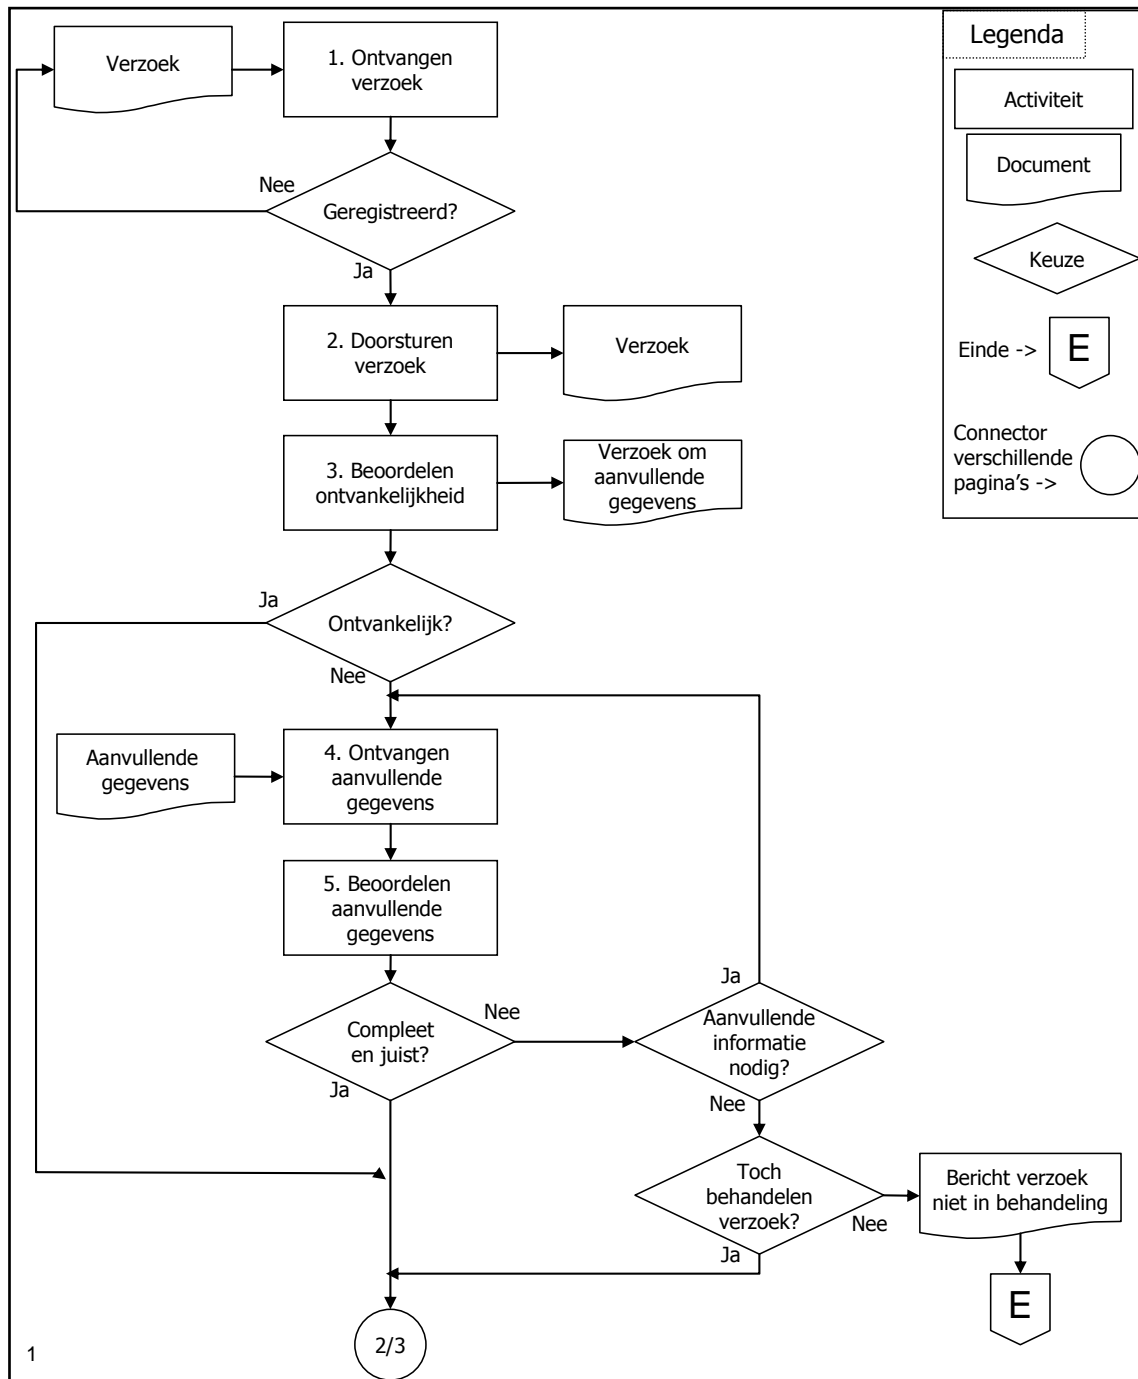 Verzoek
1. Ontvangen
verzoek
Nee
Geregistreerd?
Ja
2. Doorsturen
verzoek
Verzoek
3. Beoordelen
ontvankelijkheid
Verzoek om
aanvullende
gegevens
Ja
Ontvankelijk?
Nee
Aanvullende
gegevens
4. Ontvangen
aanvullende
gegevens
5. Beoordelen
aanvullende
gegevens
Compleet
en juist?
Nee
Ja
Ja
Aanvullende
informatie
nodig?
Nee
Toch
behandelen
verzoek?
Nee
Ja
Bericht verzoek
niet in behandeling
E
2/3
1
Legenda
Activiteit
Document
Keuze
Einde ->
E
Connector
verschillende
pagina's ->